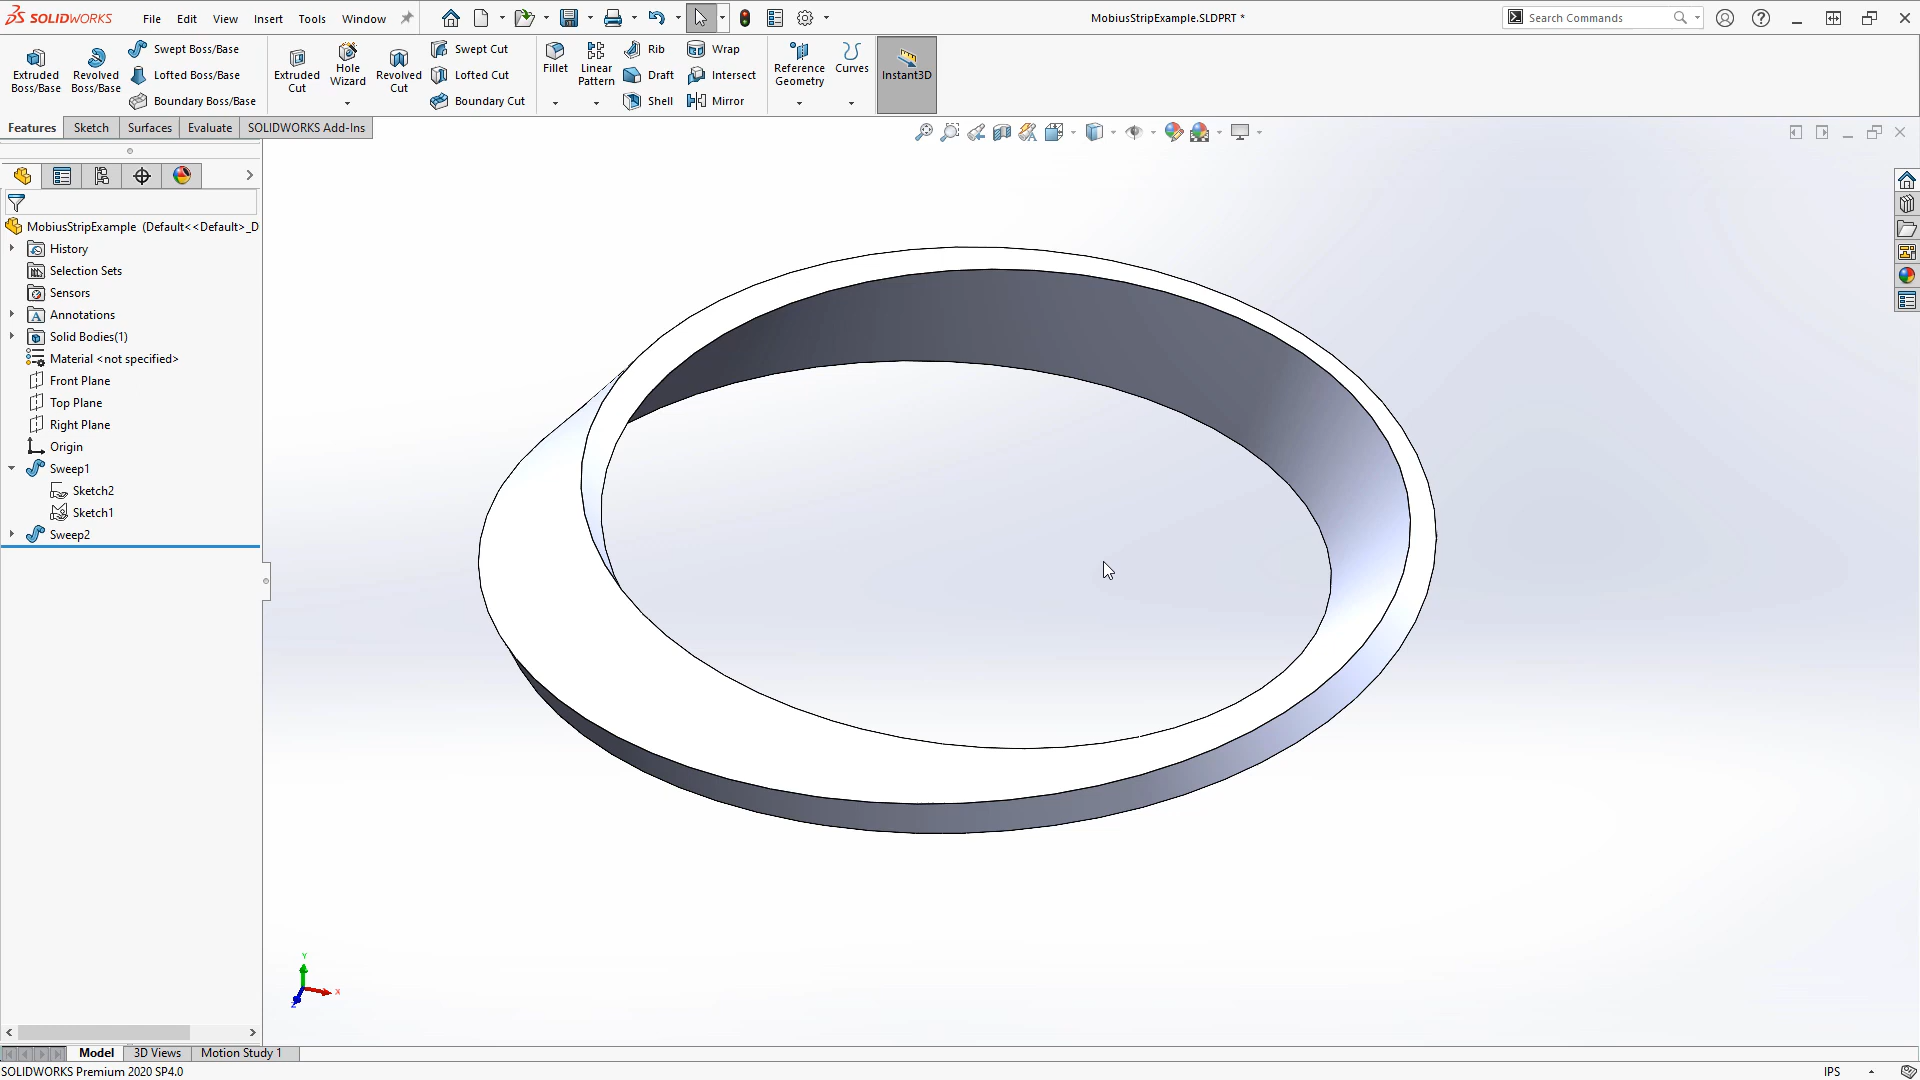 SOLIDWORKS File Edit View Insert Tools Window MobiusStripExample.SLDPRT * Search Commands
Extruded Boss/Base
Revolved Boss/Base
Swept Boss/Base
Lofted Boss/Base
Boundary Boss/Base
Extruded Cut
Hole Wizard
Revolved Cut
Swept Cut
Lofted Cut
Boundary Cut
Fillet
Linear Pattern
Rib
Draft
Shell
Wrap
Intersect
Mirror
Reference Geometry
Curves
Instant3D
Features Sketch Surfaces Evaluate SOLIDWORKS Add-Ins
MobiusStripExample (Default<<Default>_D
History
Selection Sets
Sensors
Annotations
Solid Bodies(1)
Material <not specified>
Front Plane
Top Plane
Right Plane
Origin
Sweep1
Sketch2
Sketch1
Sweep2
Y
X
Z
Model 3D Views Motion Study 1
SOLIDWORKS Premium 2020 SP4.0 IPS